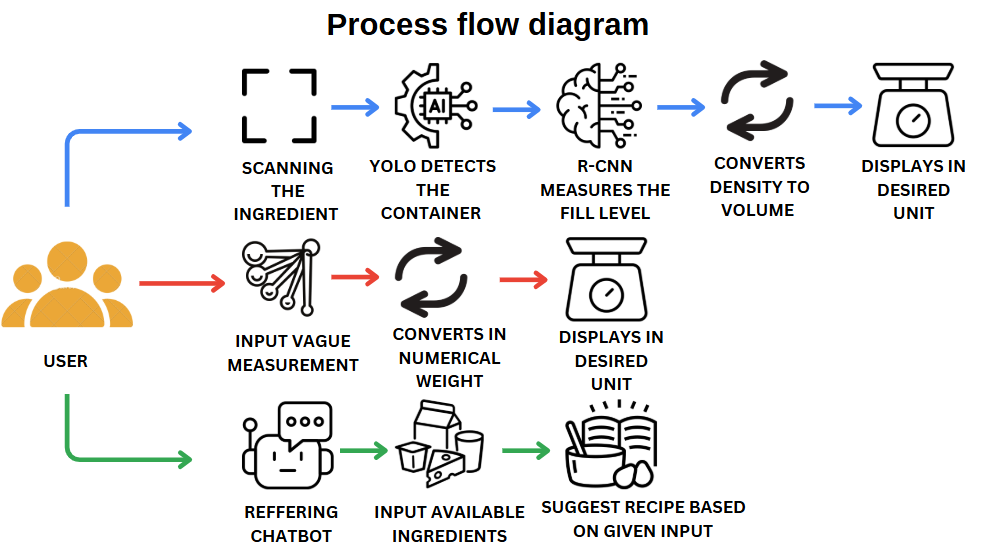 Process flow diagram
SCANNING
THE
INGREDIENT
YOLO DETECTS
THE
CONTAINER
R-CNN
MEASURES THE
FILL LEVEL
CONVERTS
DENSITY TO
VOLUME
DISPLAYS IN
DESIRED
UNIT
AI
USER
INPUT VAGUE
MEASUREMENT
CONVERTS IN
NUMERICAL
WEIGHT
DISPLAYS IN
DESIRED
UNIT
REFFERING
CHATBOT
INPUT AVAILABLE
INGREDIENTS
SUGGEST RECIPE BASED
ON GIVEN INPUT